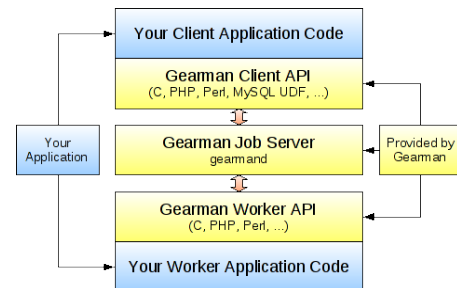 Your Client Application Code
Gearman Client API
(C, PHP, Perl, MySQL UDF, ...)
Your
Application
Gearman Job Server
gearmand
Provided by
Gearman
Gearman Worker API
(C, PHP, Perl, ...)
Your Worker Application Code